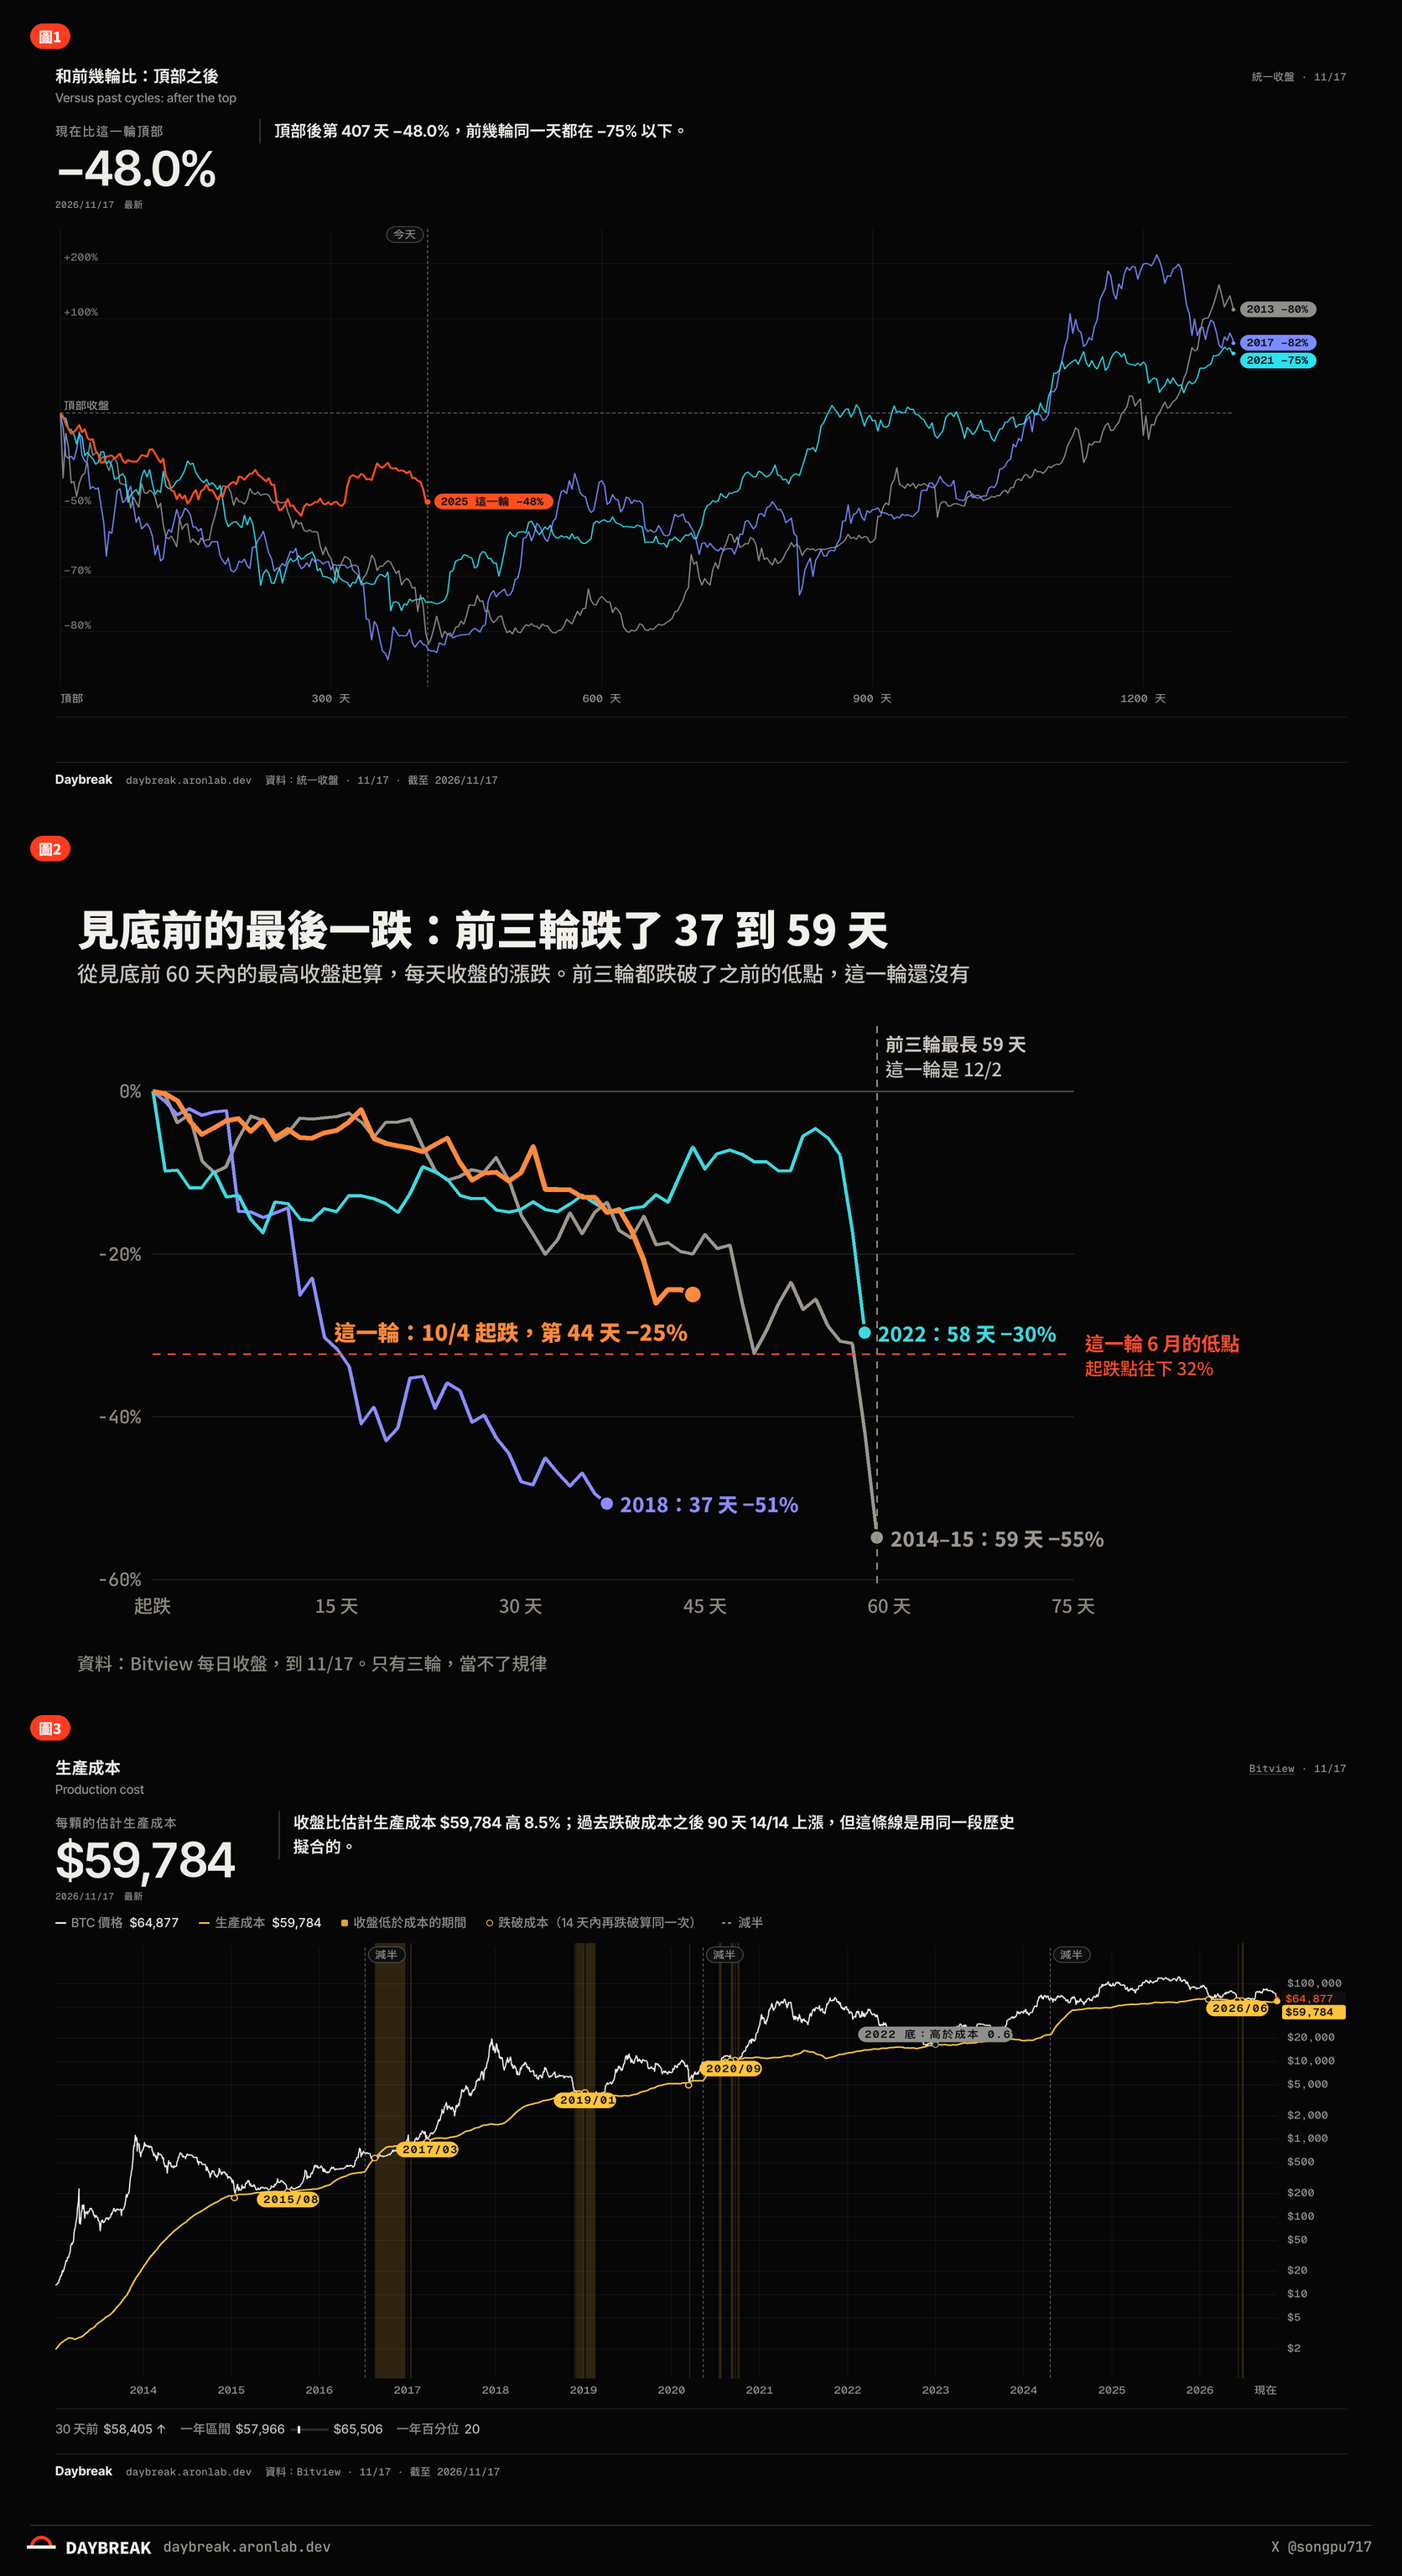 圖1
和前幾輪比：頂部之後
統一收盤 · 11/17
Versus past cycles: after the top
現在比這一輪頂部
頂部後第 407 天 −48.0%，前幾輪同一天都在 −75% 以下。
−48.0%
2026/11/17 最新
今天
+200%
+100%
2013 −80%
2017 −82%
2021 −75%
頂部收盤
−50%
2025 這一輪 −48%
−70%
−80%
頂部
300 天
600 天
900 天
1200 天
Daybreak daybreak.aronlab.dev 資料：統一收盤 · 11/17 · 截至 2026/11/17
圖2
見底前的最後一跌：前三輪跌了 37 到 59 天
從見底前 60 天內的最高收盤起算，每天收盤的漲跌。前三輪都跌破了之前的低點，這一輪還沒有
前三輪最長 59 天
這一輪是 12/2
0%
-20%
這一輪：10/4 起跌，第 44 天 −25%
2022：58 天 −30%
這一輪 6 月的低點
起跌點往下 32%
-40%
2018：37 天 −51%
2014–15：59 天 −55%
-60%
起跌
15 天
30 天
45 天
60 天
75 天
資料：Bitview 每日收盤，到 11/17。只有三輪，當不了規律
圖3
生產成本
Bitview · 11/17
Production cost
每顆的估計生產成本
收盤比估計生產成本 $59,784 高 8.5%；過去跌破成本之後 90 天 14/14 上漲，但這條線是用同一段歷史
擬合的。
$59,784
2026/11/17 最新
BTC 價格 $64,877 生產成本 $59,784 收盤低於成本的期間 跌破成本（14 天內再跌破算同一次） 減半
減半
減半
減半
$100,000
$64,877
2026/06
$59,784
2022 底：高於成本 0.6
$20,000
$10,000
2020/09
$5,000
2019/01
$2,000
$1,000
2017/03
$500
$200
2015/08
$100
$50
$20
$10
$5
$2
2014
2015
2016
2017
2018
2019
2020
2021
2022
2023
2024
2025
2026
現在
30 天前 $58,405 ↑ 一年區間 $57,966 $65,506 一年百分位 20
Daybreak daybreak.aronlab.dev 資料：Bitview · 11/17 · 截至 2026/11/17
DAYBREAK daybreak.aronlab.dev
X @songpu717